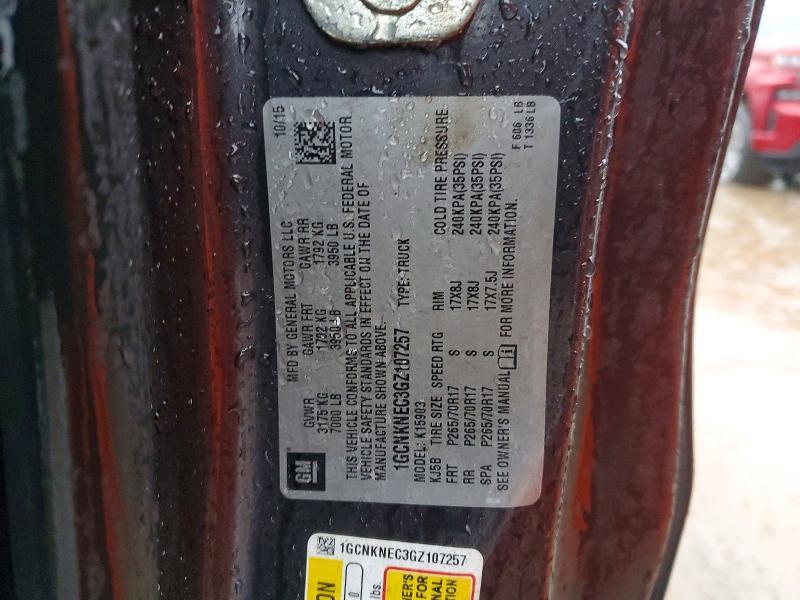 GM
MFD BY GENERAL MOTORS LLC 10/15
GVWR GAWR FRT GAWR RR
3175 KG 1792 KG 1792 KG
7000 LB 3950 LB 3950 LB
THIS VEHICLE CONFORMS TO ALL APPLICABLE U.S. FEDERAL MOTOR
VEHICLE SAFETY STANDARDS IN EFFECT ON THE DATE OF
MANUFACTURE SHOWN ABOVE.
1GCNKNEC3GZ107257 TYPE: TRUCK
MODEL: K15903
KJ5B TIRE SIZE SPEED RTG RIM COLD TIRE PRESSURE
FRT P265/70R17 S 17X8J 240KPA(35PSI)
RR P265/70R17 S 17X8J 240KPA(35PSI)
SPA P265/70R17 S 17X7.5J 240KPA(35PSI)
SEE OWNER'S MANUAL i FOR MORE INFORMATION.
F 606 LB
T 1336 LB
1GCNKNEC3GZ107257
lbs.
FOR